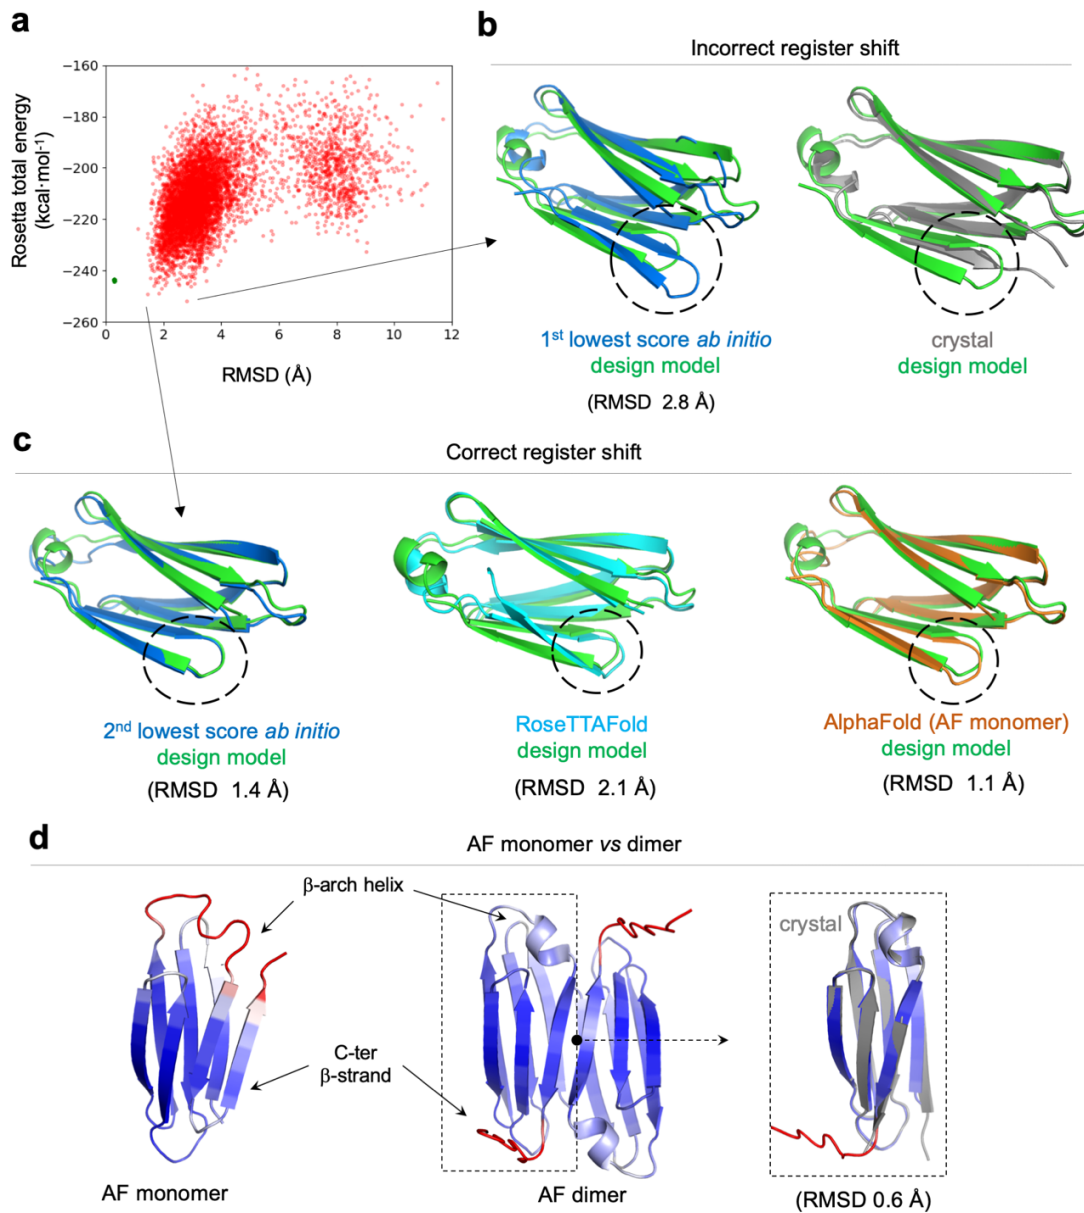 a
−160
−180
−200
−220
−240
−260
Rosetta total energy
(kcal·mol-1)
0
2
4
6
8
10
12
RMSD (Å)
b
Incorrect register shift
1st lowest score ab initio
design model
(RMSD 2.8 Å)
crystal
design model
c
Correct register shift
2nd lowest score ab initio
design model
(RMSD 1.4 Å)
RoseTTAFold
design model
(RMSD 2.1 Å)
AlphaFold (AF monomer)
design model
(RMSD 1.1 Å)
d
AF monomer vs dimer
β-arch helix
crystal
C-ter
β-strand
AF monomer
AF dimer
(RMSD 0.6 Å)